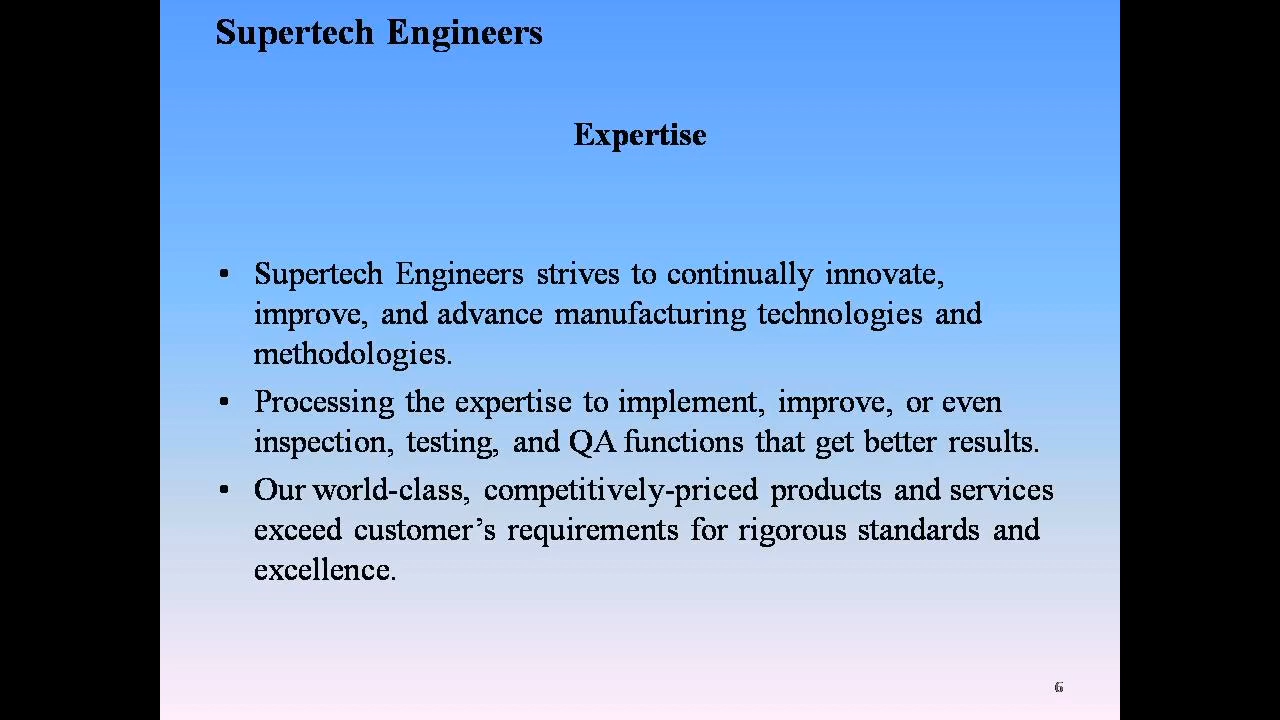 Supertech Engineers
Expertise
• Supertech Engineers strives to continually innovate,
improve, and advance manufacturing technologies and
methodologies.
• Processing the expertise to implement, improve, or even
inspection, testing, and QA functions that get better results.
• Our world-class, competitively-priced products and services
exceed customer’s requirements for rigorous standards and
excellence.
6